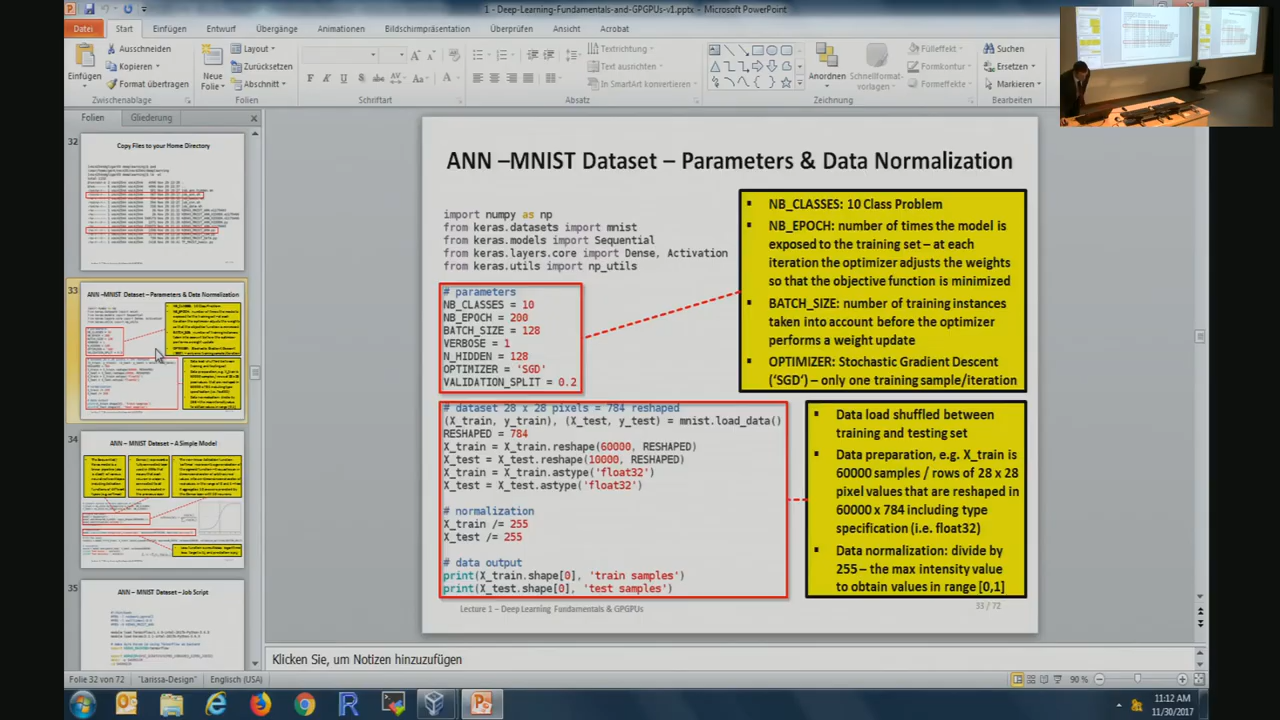 1 - Deep-Learning-Fundamentals-and-GPGPUs-v1.pptx - Microsoft PowerPoint
Datei Start Einfügen Entwurf Übergänge Animationen Bildschirmpräsentation Überprüfen Ansicht Acrobat
Einfügen
Ausschneiden
Kopieren
Format übertragen
Zwischenablage
Neue
Folie
Layout
Zurücksetzen
Abschnitt
Folien
Schriftart
Textrichtung
Text ausrichten
In SmartArt konvertieren
Absatz
Anordnen
Schnellformat-
vorlagen
Fülleffekt
Formkontur
Formeffekte
Zeichnung
Suchen
Ersetzen
Markieren
Bearbeiten
Folien Gliederung
32
Copy Files to your Home Directory
33
ANN –MNIST Dataset – Parameters & Data Normalization
34
ANN – MNIST Dataset – A Simple Model
35
ANN – MNIST Dataset – Job Script
ANN –MNIST Dataset – Parameters & Data Normalization
import numpy as np
from keras.datasets import mnist
from keras.models import Sequential
from keras.layers.core import Dense, Activation
from keras.utils import np_utils
# parameters
NB_CLASSES = 10
NB_EPOCH = 200
BATCH_SIZE = 128
VERBOSE = 1
N_HIDDEN = 128
OPTIMIZER = 'SGD'
VALIDATION_SPLIT = 0.2
# dataset 28 x 28 pixels = 784 reshaped
(X_train, y_train), (X_test, y_test) = mnist.load_data()
RESHAPED = 784
X_train = X_train.reshape(60000, RESHAPED)
X_test = X_test.reshape(10000, RESHAPED)
X_train = X_train.astype('float32')
X_test = X_test.astype('float32')
# normalization
X_train /= 255
X_test /= 255
# data output
print(X_train.shape[0], 'train samples')
print(X_test.shape[0], 'test samples')
▪ NB_CLASSES: 10 Class Problem
▪ NB_EPOCH: number of times the model is
exposed to the training set – at each
iteration the optimizer adjusts the weights
so that the objective function is minimized
▪ BATCH_SIZE: number of training instances
taken into account before the optimizer
performs a weight update
▪ OPTIMIZER: Stochastic Gradient Descent
('SGD') – only one training sample/iteration
▪ Data load shuffled between
training and testing set
▪ Data preparation, e.g. X_train is
60000 samples / rows of 28 x 28
pixel values that are reshaped in
60000 x 784 including type
specification (i.e. float32)
▪ Data normalization: divide by
255 – the max intensity value
to obtain values in range [0,1]
Lecture 1 – Deep Learning Fundamentals & GPGPUs
33 / 72
Klicken Sie, um Notizen hinzuzufügen
Folie 32 von 72 "Larissa-Design" Englisch (USA) 90 %
11:12 AM
11/30/2017